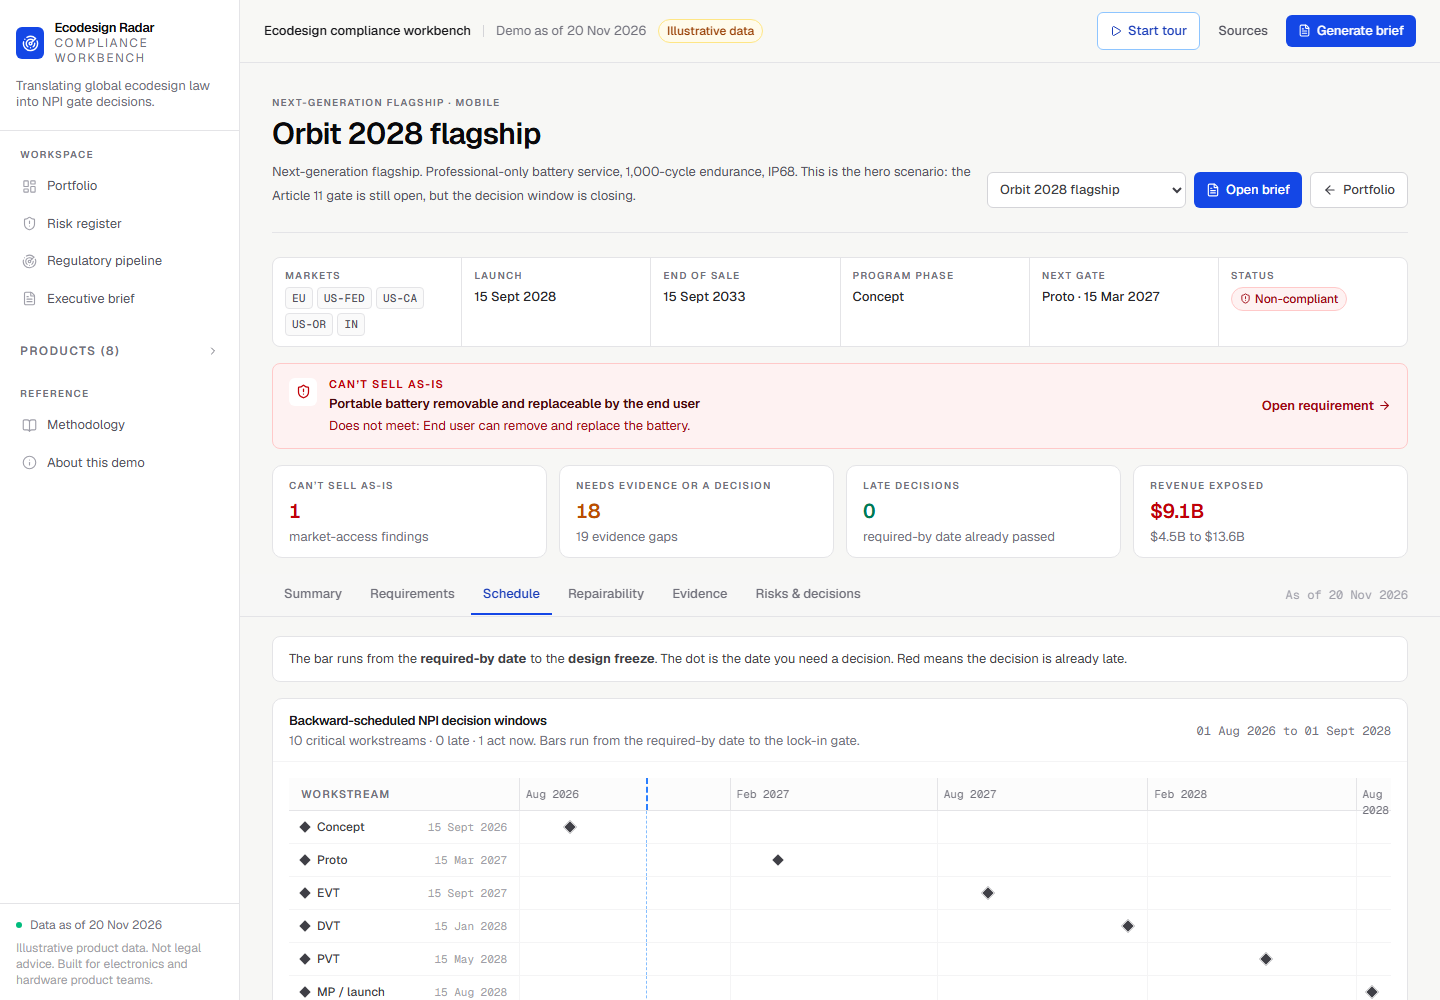 Ecodesign Radar
COMPLIANCE
WORKBENCH
Translating global ecodesign law
into NPI gate decisions.
WORKSPACE
Portfolio
Risk register
Regulatory pipeline
Executive brief
PRODUCTS (8)
REFERENCE
Methodology
About this demo
Data as of 20 Nov 2026
Illustrative product data. Not legal
advice. Built for electronics and
hardware product teams.
Ecodesign compliance workbench
Demo as of 20 Nov 2026
Illustrative data
Start tour
Sources
Generate brief
NEXT-GENERATION FLAGSHIP · MOBILE
Orbit 2028 flagship
Next-generation flagship. Professional-only battery service, 1,000-cycle endurance, IP68. This is the hero scenario: the
Article 11 gate is still open, but the decision window is closing.
Orbit 2028 flagship
Open brief
Portfolio
MARKETS
EU US-FED US-CA
US-OR IN
LAUNCH
15 Sept 2028
END OF SALE
15 Sept 2033
PROGRAM PHASE
Concept
NEXT GATE
Proto · 15 Mar 2027
STATUS
Non-compliant
CAN'T SELL AS-IS
Portable battery removable and replaceable by the end user
Does not meet: End user can remove and replace the battery.
Open requirement →
CAN'T SELL AS-IS
1
market-access findings
NEEDS EVIDENCE OR A DECISION
18
19 evidence gaps
LATE DECISIONS
0
required-by date already passed
REVENUE EXPOSED
$9.1B
$4.5B to $13.6B
Summary
Requirements
Schedule
Repairability
Evidence
Risks & decisions
As of 20 Nov 2026
The bar runs from the required-by date to the design freeze. The dot is the date you need a decision. Red means the decision is already late.
Backward-scheduled NPI decision windows
10 critical workstreams · 0 late · 1 act now. Bars run from the required-by date to the lock-in gate.
01 Aug 2026 to 01 Sept 2028
WORKSTREAM
Aug 2026
Feb 2027
Aug 2027
Feb 2028
Aug
2028
Concept 15 Sept 2026
Proto 15 Mar 2027
EVT 15 Sept 2027
DVT 15 Jan 2028
PVT 15 May 2028
MP / launch 15 Aug 2028